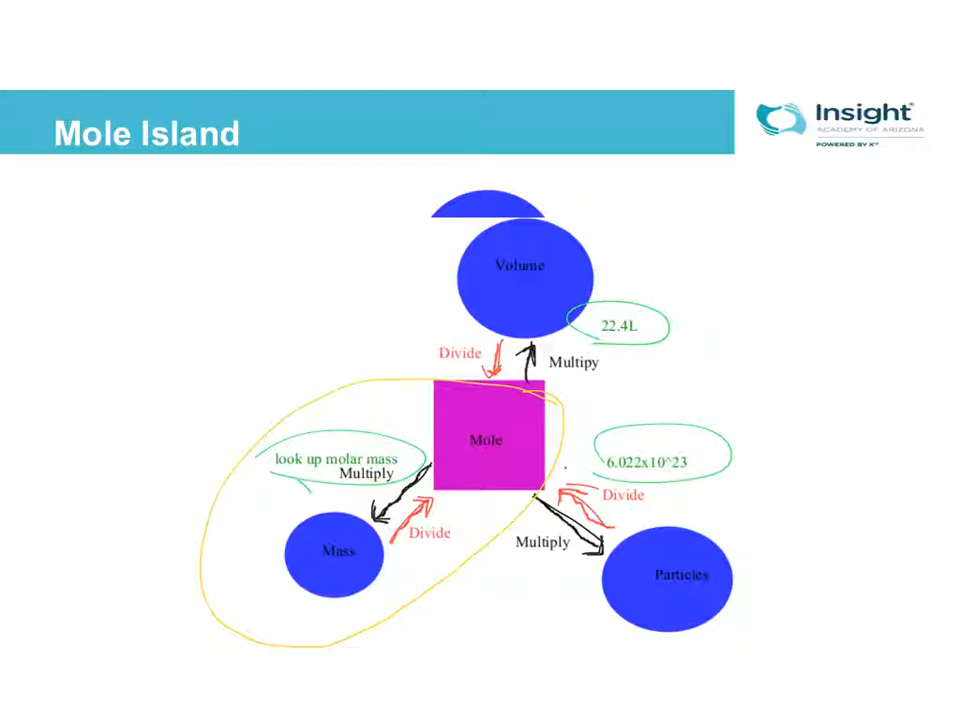 Mole Island
Insight
ACADEMY OF ARIZONA
POWERED BY K¹²
Volume
22.4L
Divide
Multipy
Mole
look up molar mass
Multiply
6.022x10^23
Divide
Divide
Multiply
Mass
Particles